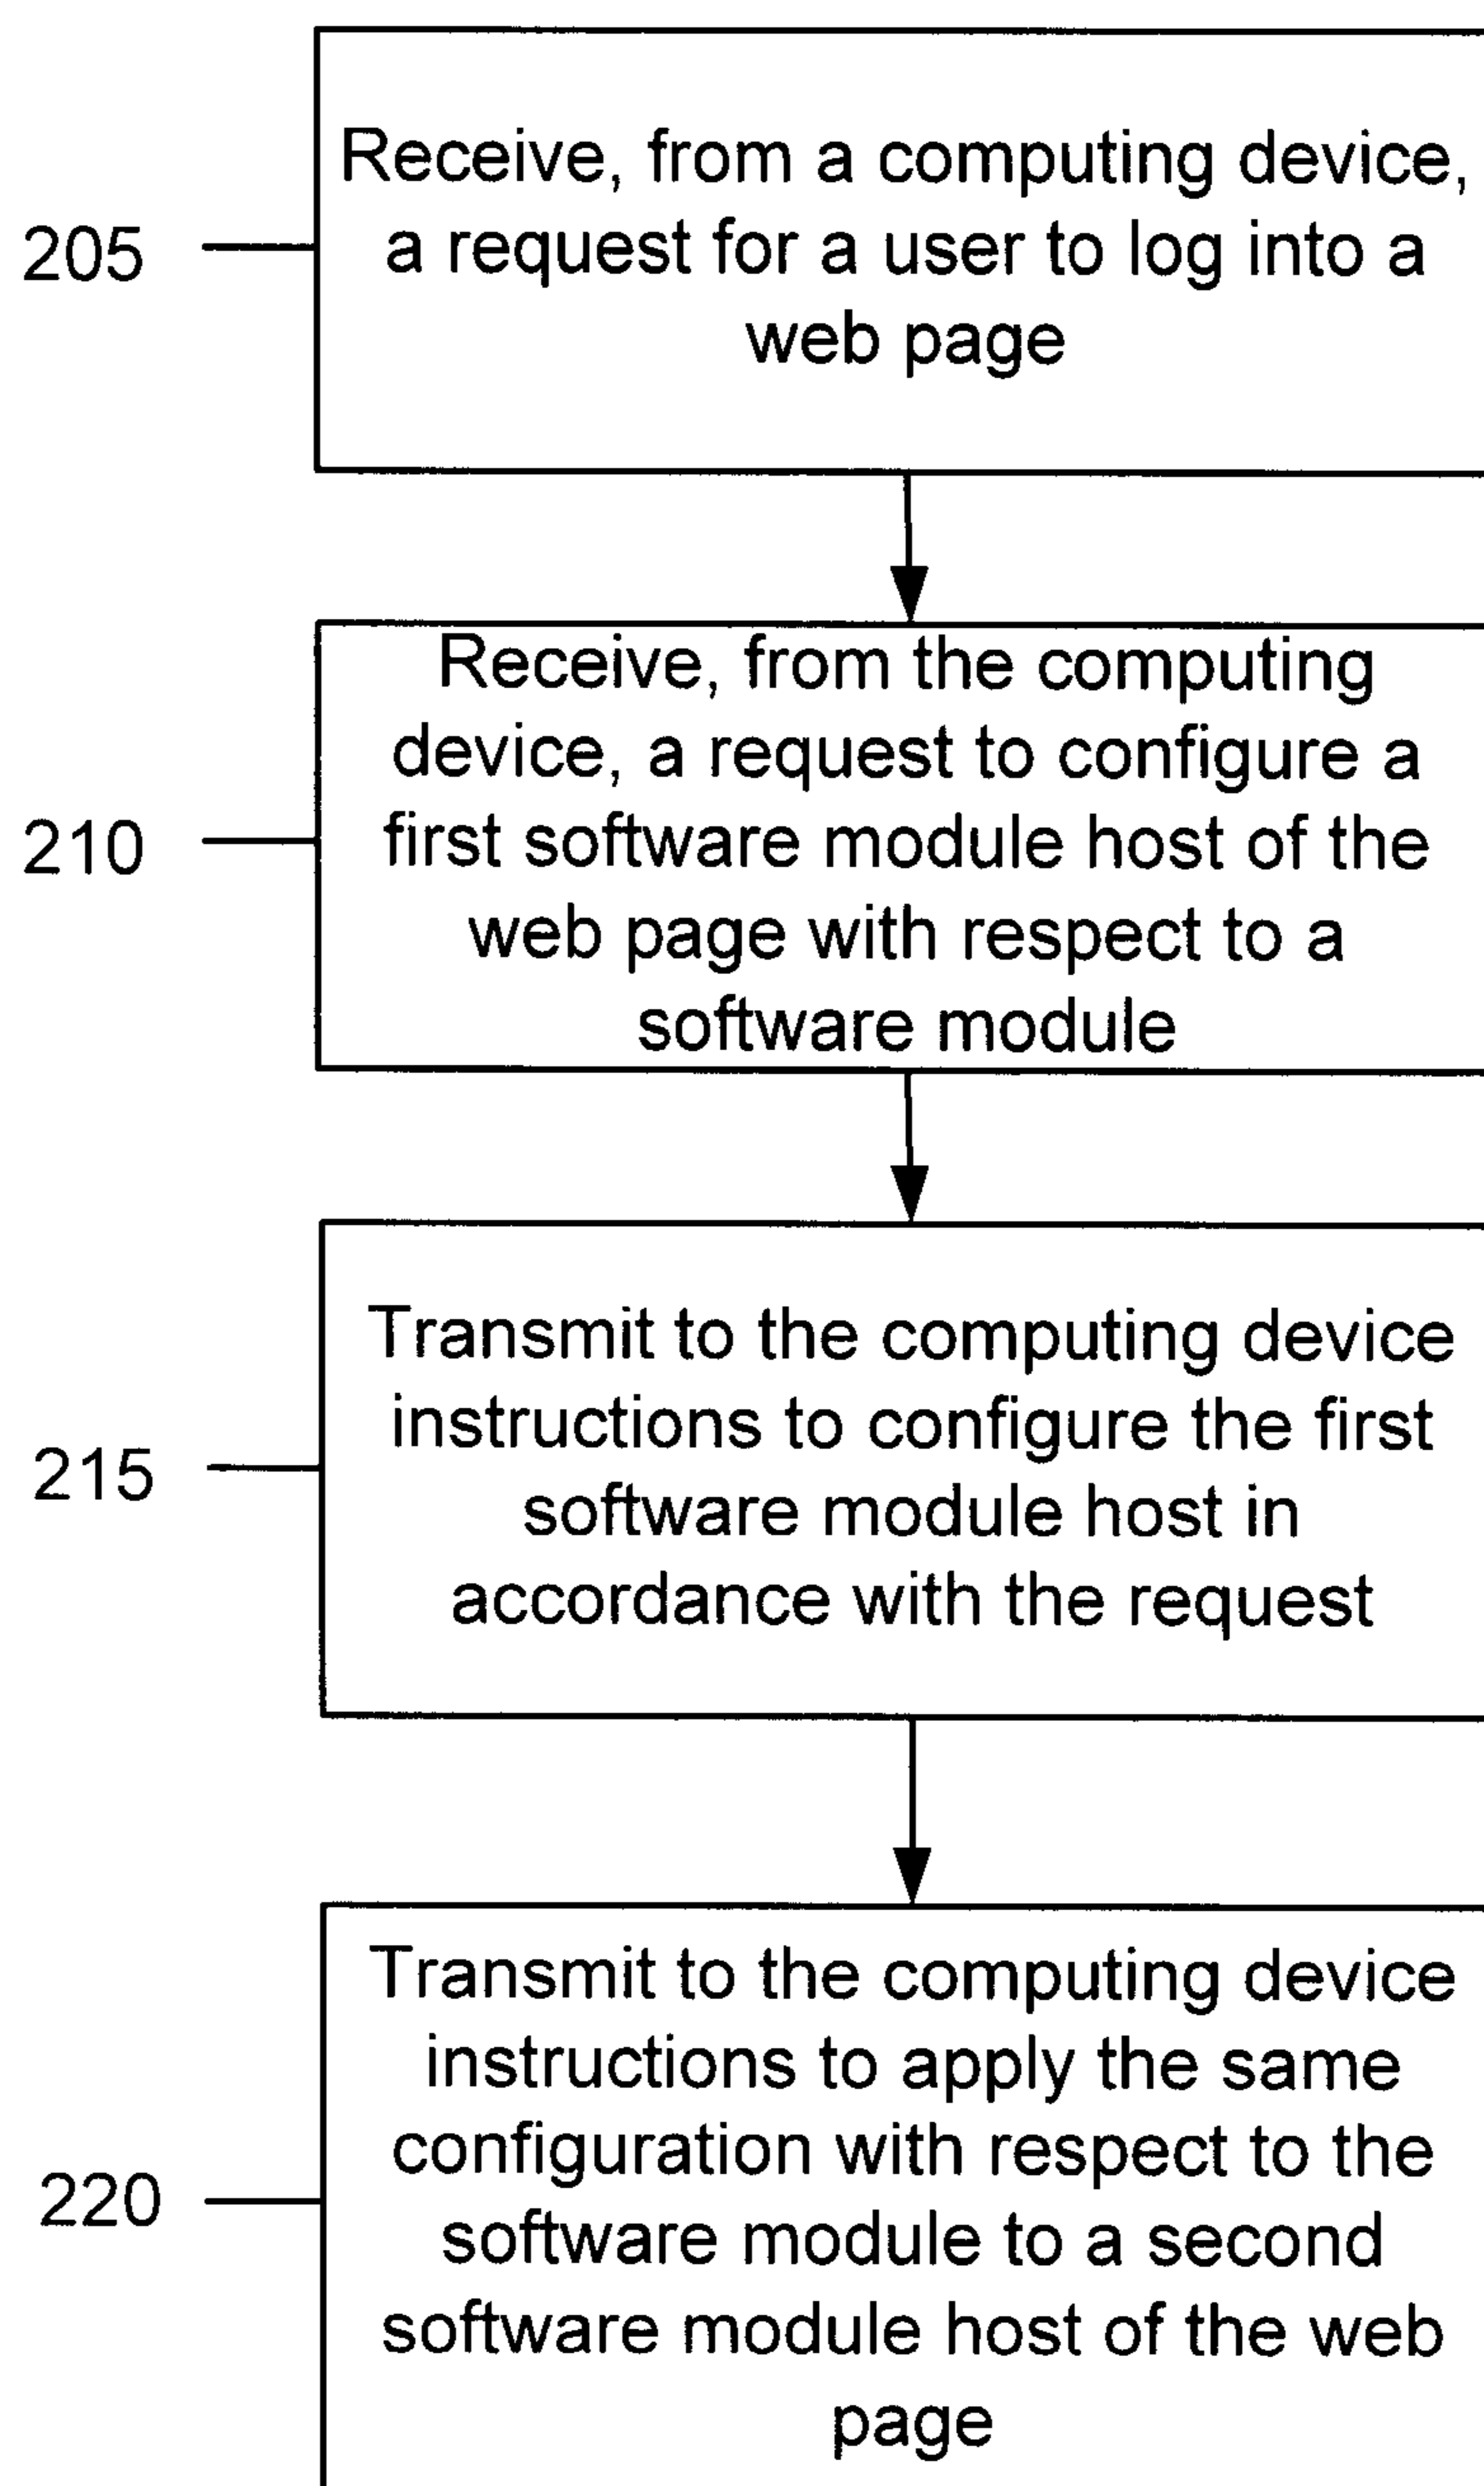 Receive, from a computing device,
a request for a user to log into a
web page
205
Receive, from the computing
device, a request to configure a
first software module host of the
web page with respect to a
software module
210
Transmit to the computing device
instructions to configure the first
software module host in
accordance with the request
215
Transmit to the computing device
instructions to apply the same
configuration with respect to the
software module to a second
software module host of the web
page
220